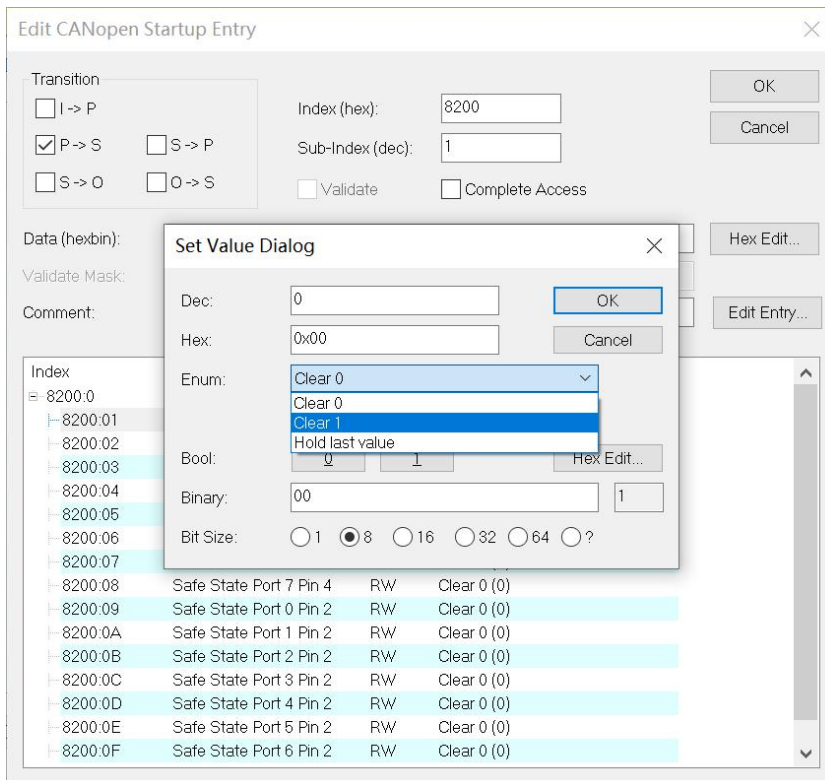 Edit CANopen Startup Entry
Transition
I -> P
P -> S
S -> P
S -> O
O -> S
Index (hex):
8200
Sub-Index (dec):
1
Validate
Complete Access
OK
Cancel
Data (hexbin):
Hex Edit...
Validate Mask:
Comment:
Edit Entry...
Set Value Dialog
Dec:
0
OK
Hex:
0x00
Cancel
Enum:
Clear 0
Clear 0
Clear 1
Hold last value
Bool:
0
1
Hex Edit...
Binary:
00
1
Bit Size:
1 8 16 32 64 ?
Index
8200:0
8200:01
8200:02
8200:03
8200:04
8200:05
8200:06
8200:07
8200:08 Safe State Port 7 Pin 4 RW Clear 0 (0)
8200:09 Safe State Port 0 Pin 2 RW Clear 0 (0)
8200:0A Safe State Port 1 Pin 2 RW Clear 0 (0)
8200:0B Safe State Port 2 Pin 2 RW Clear 0 (0)
8200:0C Safe State Port 3 Pin 2 RW Clear 0 (0)
8200:0D Safe State Port 4 Pin 2 RW Clear 0 (0)
8200:0E Safe State Port 5 Pin 2 RW Clear 0 (0)
8200:0F Safe State Port 6 Pin 2 RW Clear 0 (0)